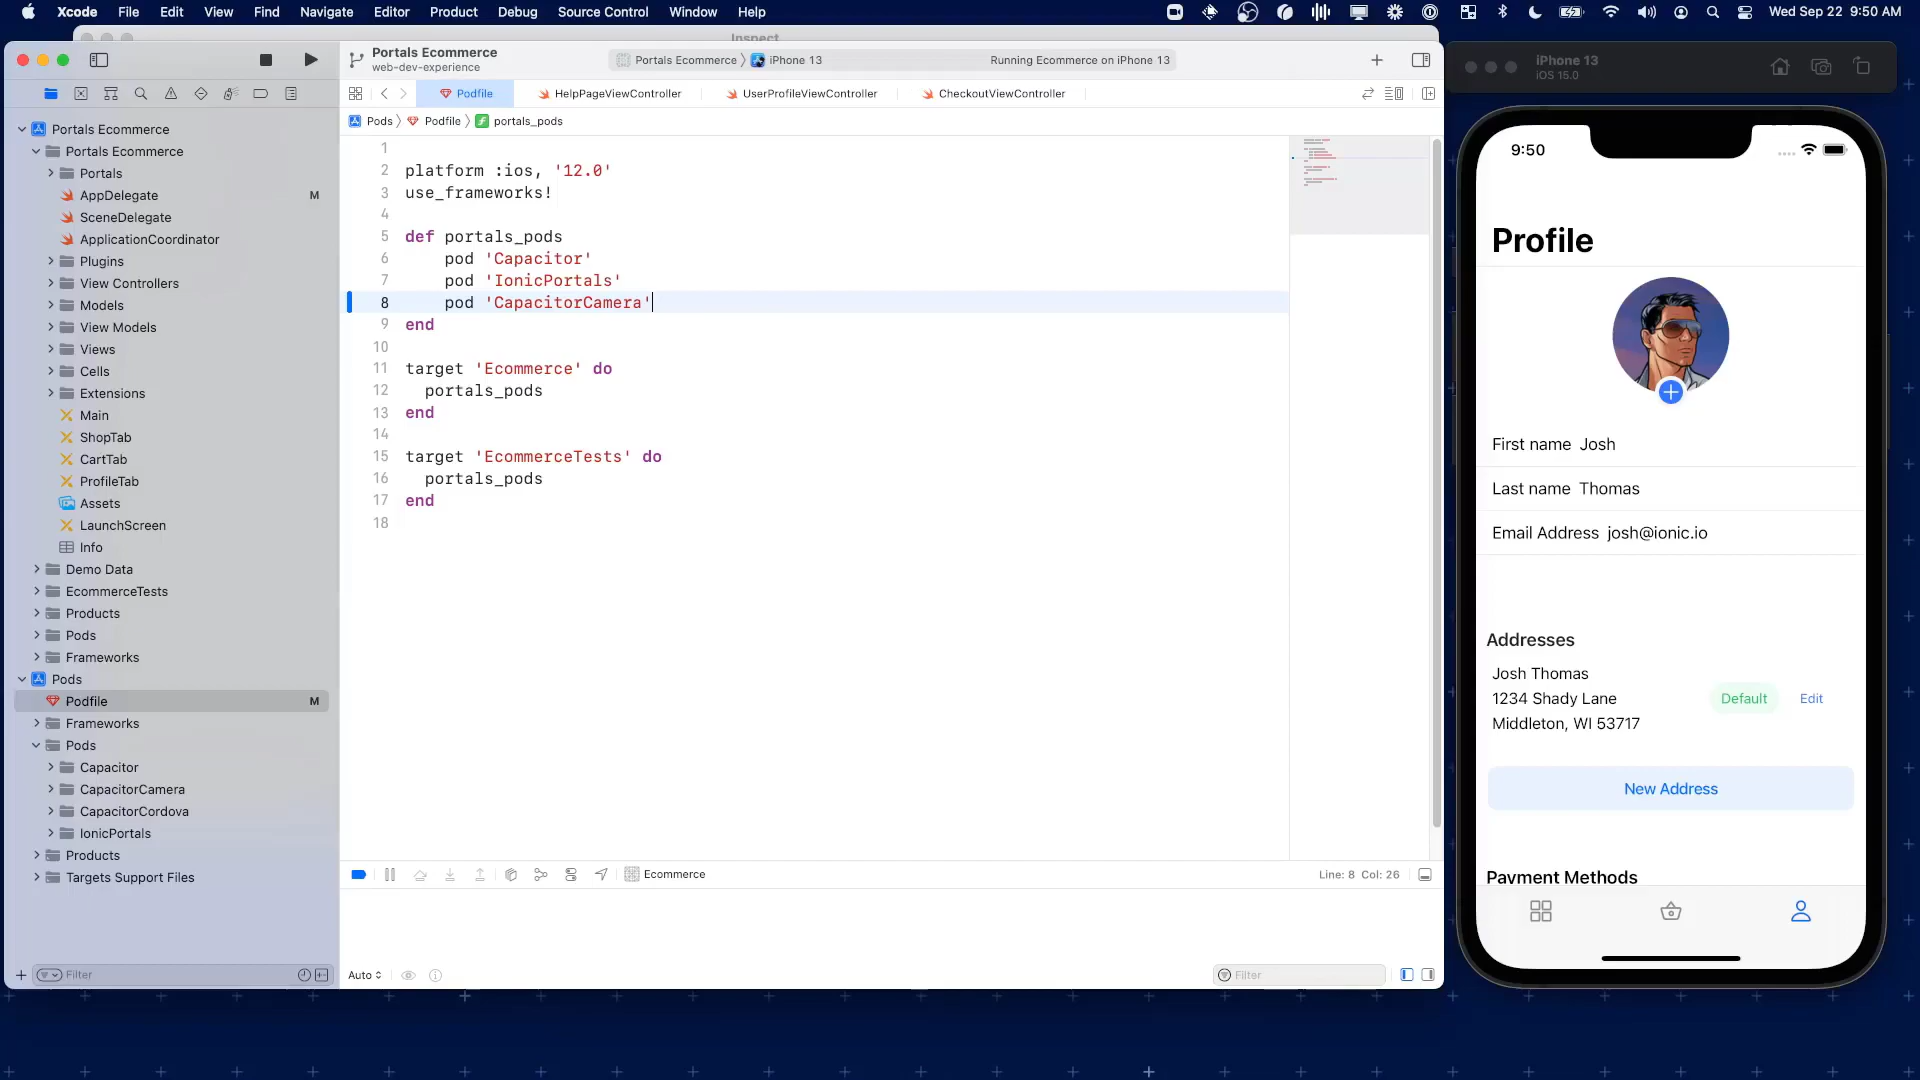 Xcode File Edit View Find Navigate Editor Product Debug Source Control Window Help Wed Sep 22 9:50 AM
Inspect
Portals Ecommerce
web-dev-experience
Portals Ecommerce iPhone 13 Running Ecommerce on iPhone 13
Podfile HelpPageViewController UserProfileViewController CheckoutViewController
Pods Podfile portals_pods
Portals Ecommerce
Portals Ecommerce
Portals
AppDelegate M
SceneDelegate
ApplicationCoordinator
Plugins
View Controllers
Models
View Models
Views
Cells
Extensions
Main
ShopTab
CartTab
ProfileTab
Assets
LaunchScreen
Info
Demo Data
EcommerceTests
Products
Pods
Frameworks
Pods
Podfile M
Frameworks
Pods
Capacitor
CapacitorCamera
CapacitorCordova
IonicPortals
Products
Targets Support Files
Filter
1
2 platform :ios, '12.0'
3 use_frameworks!
4
5 def portals_pods
6 pod 'Capacitor'
7 pod 'IonicPortals'
8 pod 'CapacitorCamera'
9 end
10
11 target 'Ecommerce' do
12 portals_pods
13 end
14
15 target 'EcommerceTests' do
16 portals_pods
17 end
18
Ecommerce Line: 8 Col: 26
Auto Filter
iPhone 13
iOS 15.0
9:50
Profile
First name Josh
Last name Thomas
Email Address josh@ionic.io
Addresses
Josh Thomas
1234 Shady Lane
Middleton, WI 53717
Default Edit
New Address
Payment Methods